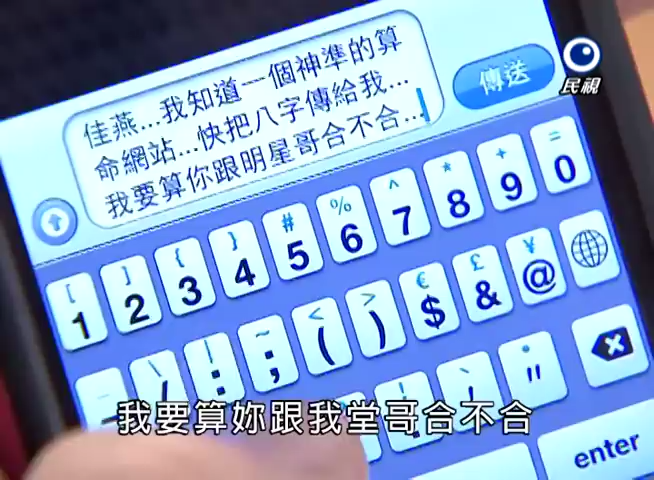 佳燕...我知道一個神準的算
命網站...快把八字傳給我...
我要算你跟明星哥合不合...
傳送
民視
[ ] { } # % ^ * + =
1 2 3 4 5 6 7 8 9 0
_ \ | ~ < > € £ ¥
/ : ; ( ) $ & @
! ' "
enter
我要算妳跟我堂哥合不合